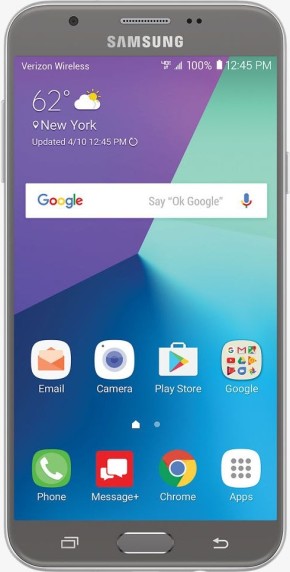 SAMSUNG
Verizon Wireless 100% 12:45 PM
62°
New York
Updated 4/10 12:45 PM
Google Say "Ok Google"
Email Camera Play Store Google
Phone Message+ Chrome Apps